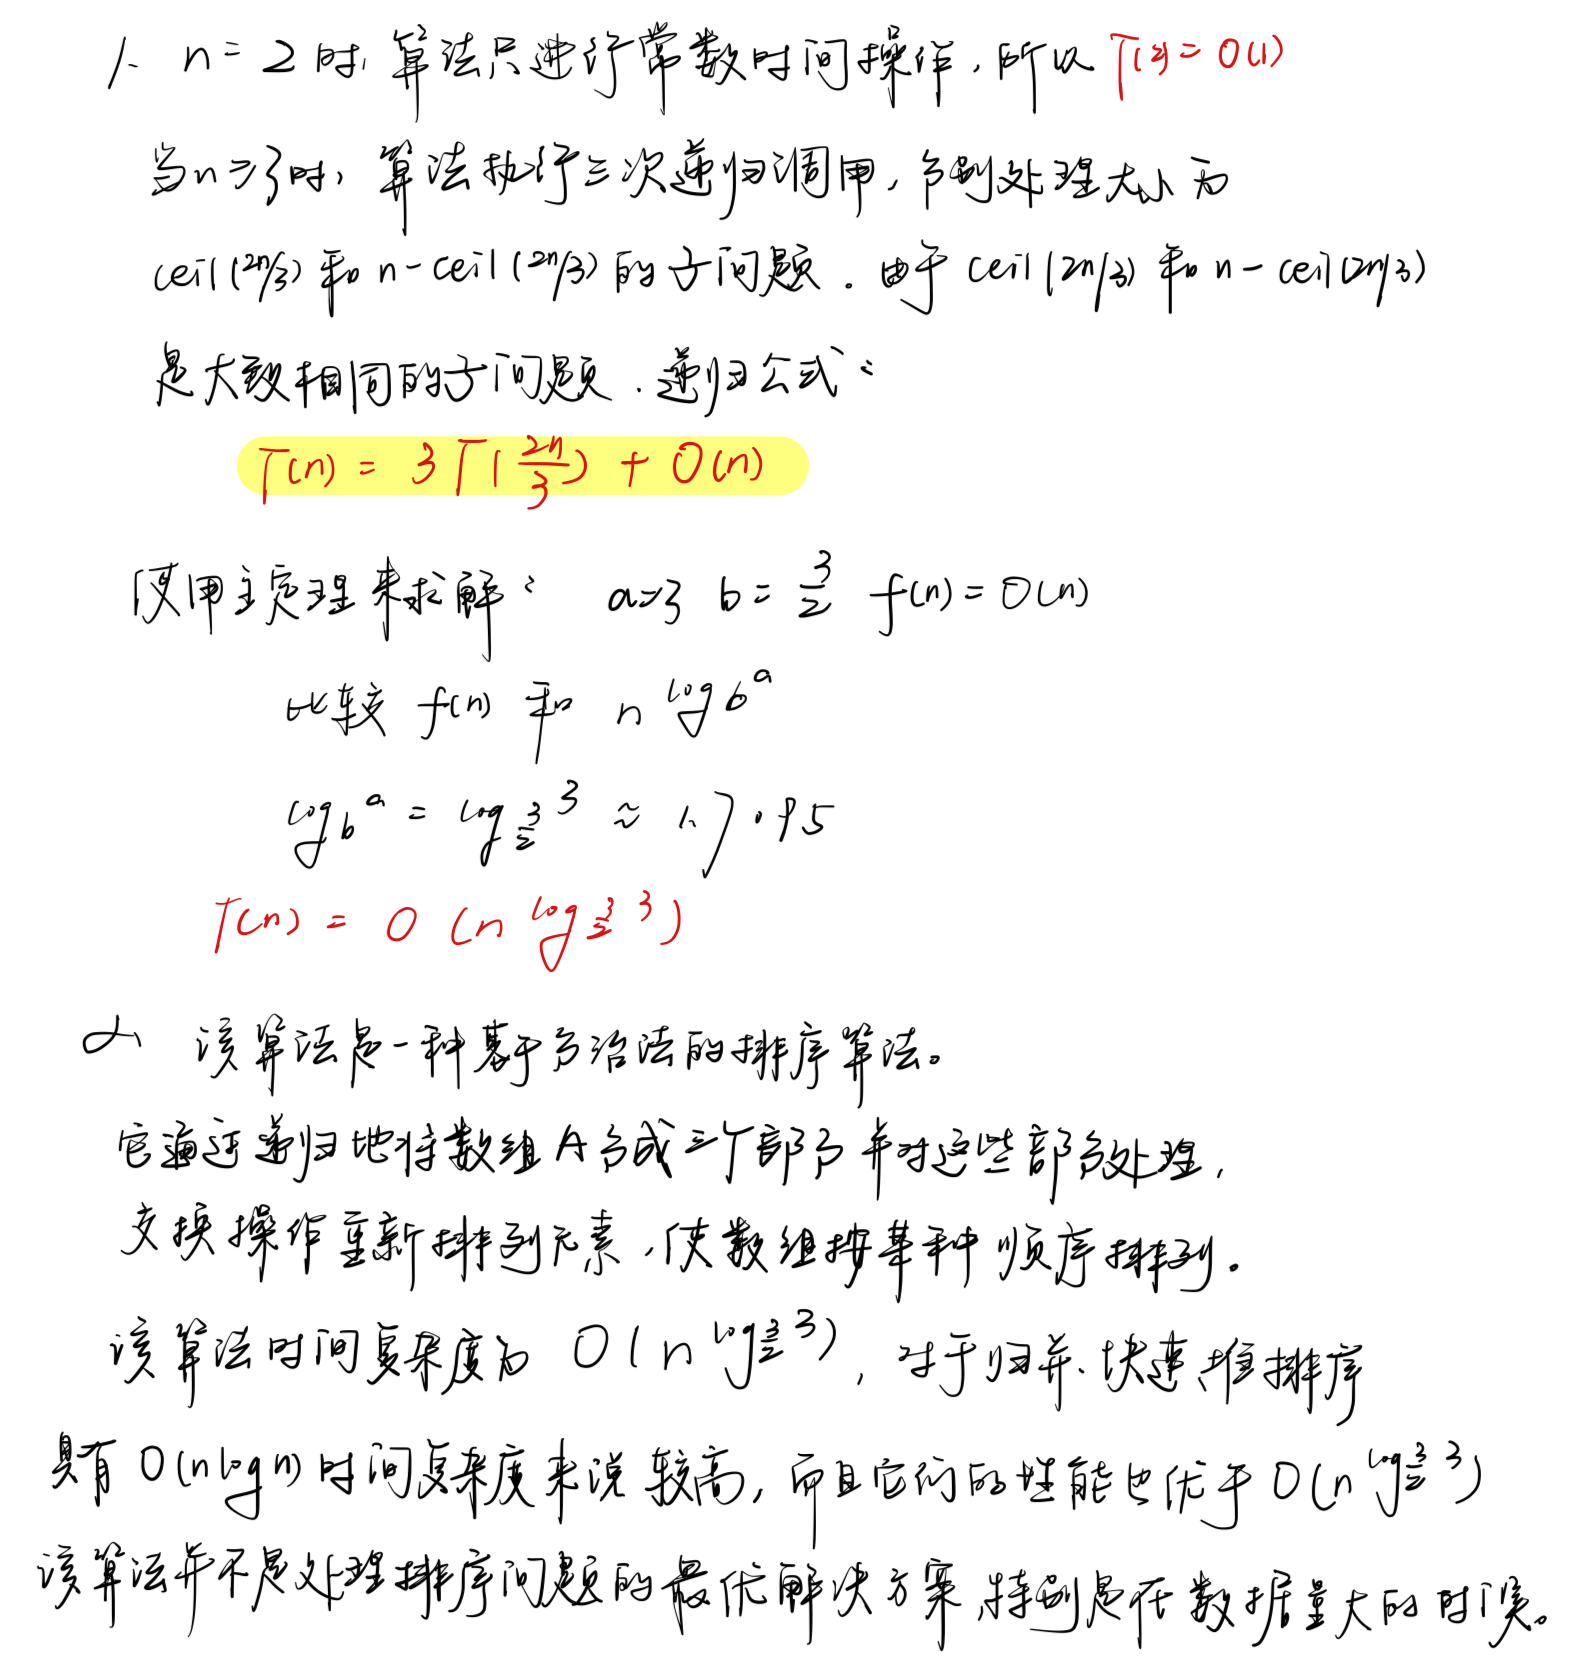 1. n = 2 时, 算法只进行常数时间操作, 所以 T(2) = O(1)
当n≥3时, 算法执行三次递归调用, 分别处理大小为
ceil(2n/3) 和 n-ceil(2n/3) 的子问题. 由于 ceil(2n/3) 和 n-ceil(2n/3)
是大致相同的子问题. 递归公式:
T(n) = 3T(2n/3) + O(n)
使用主定理来求解: a=3 b=3/2 f(n)=O(n)
比较 f(n) 和 n^log_b^a
log_b^a = log_{3/2}^3 ≈ 1.7095
T(n) = O(n^log_{3/2}^3)
2. 该算法是一种基于分治法的排序算法。
它通过递归地将数组A分成三个部分并对这些部分处理,
交换操作重新排列元素, 使数组按某种顺序排列.
该算法时间复杂度为 O(n^log_{3/2}^3), 对于归并、快速、堆排序
具有O(nlogn)时间复杂度来说较高, 而且它们的性能也优于O(n^log_{3/2}^3)
该算法并不是处理排序问题的最优解决方案, 特别是在数据量大的时候。